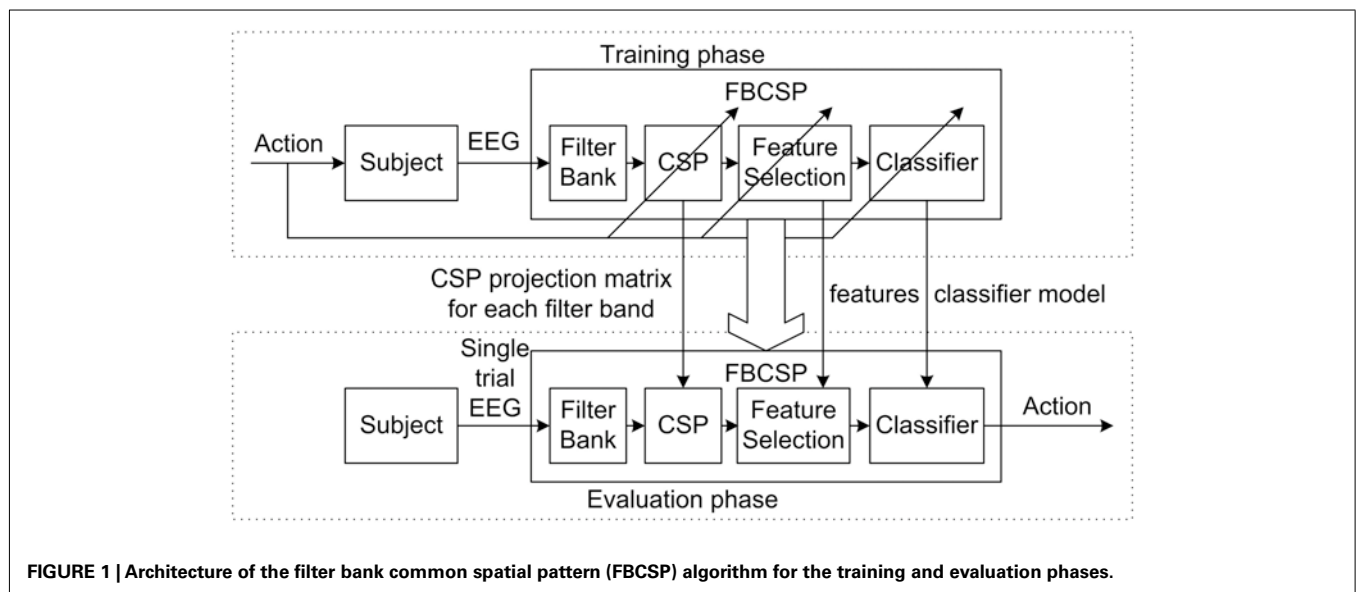 Training phase
FBCSP
Action
Subject
EEG
Filter
Bank
CSP
Feature
Selection
Classifier
CSP projection matrix
for each filter band
features
classifier model
Single
trial
EEG
FBCSP
Subject
Filter
Bank
CSP
Feature
Selection
Classifier
Action
Evaluation phase
FIGURE 1 | Architecture of the filter bank common spatial pattern (FBCSP) algorithm for the training and evaluation phases.